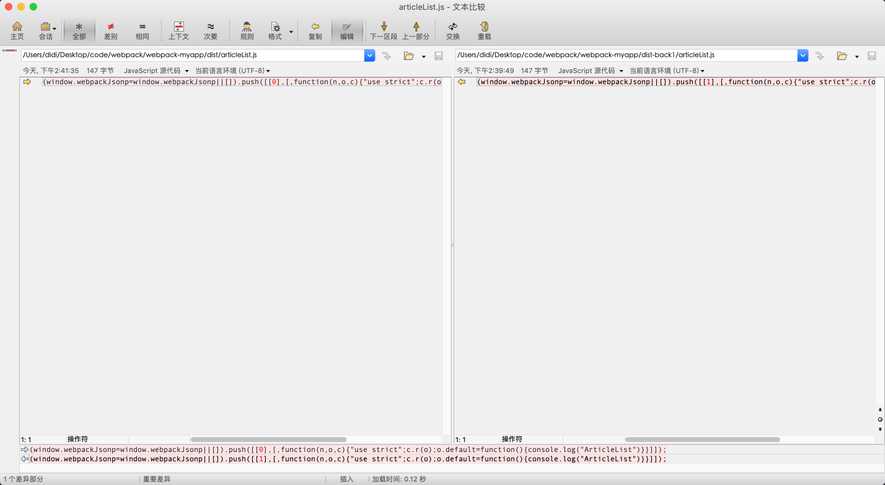 articleList.js - 文本比较
主页 会话 全部 差别 相同 上下文 次要 规则 格式 复制 编辑 下一区段 上一部分 交换 重载
/Users/didi/Desktop/code/webpack/webpack-myapp/dist/articleList.js
/Users/didi/Desktop/code/webpack/webpack-myapp/dist-back1/articleList.js
今天, 下午2:41:35 147 字节 JavaScript 源代码 当前语言环境 (UTF-8)
今天, 下午2:39:49 147 字节 JavaScript 源代码 当前语言环境 (UTF-8)
(window.webpackJsonp=window.webpackJsonp||[]).push([[0],[,function(n,o,c){"use strict";c.r(o
(window.webpackJsonp=window.webpackJsonp||[]).push([[1],[,function(n,o,c){"use strict";c.r(o
1: 1 操作符
1: 1 操作符
(window.webpackJsonp=window.webpackJsonp||[]).push([[0],[,function(n,o,c){"use strict";c.r(o);o.default=function(){console.log("ArticleList")}}]]);
(window.webpackJsonp=window.webpackJsonp||[]).push([[1],[,function(n,o,c){"use strict";c.r(o);o.default=function(){console.log("ArticleList")}}]]);
1 个差异部分 重要差异 插入 加载时间: 0.12 秒